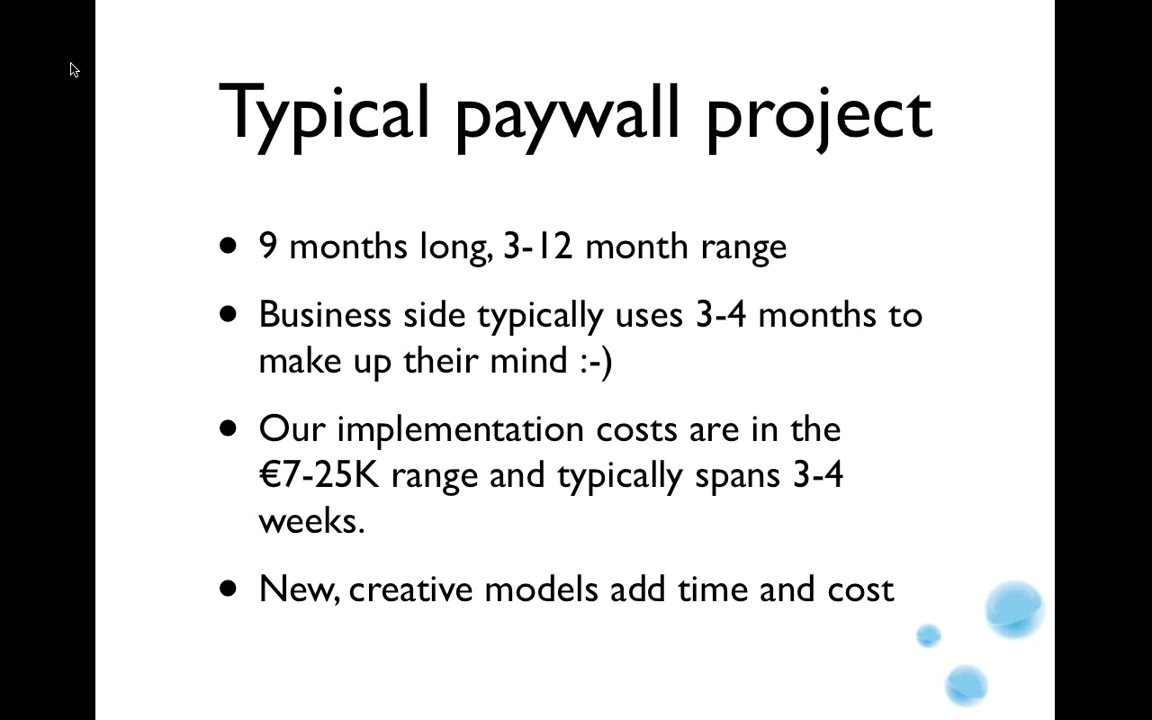 Typical paywall project
• 9 months long, 3-12 month range
• Business side typically uses 3-4 months to
make up their mind :-)
• Our implementation costs are in the
€7-25K range and typically spans 3-4
weeks.
• New, creative models add time and cost